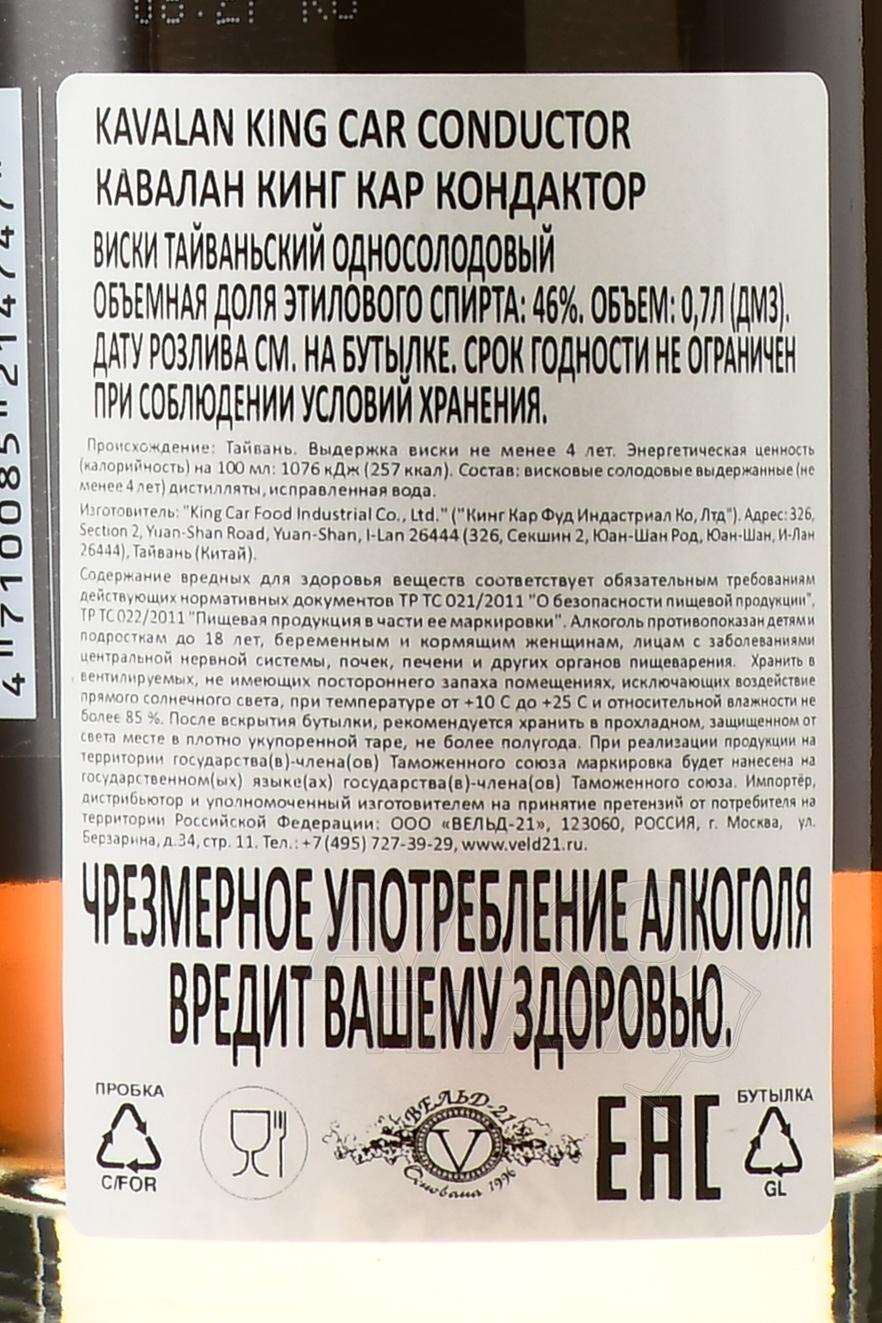 KAVALAN KING CAR CONDUCTOR
КАВАЛАН КИНГ КАР КОНДАКТОР
ВИСКИ ТАЙВАНЬСКИЙ ОДНОСОЛОДОВЫЙ
ОБЪЕМНАЯ ДОЛЯ ЭТИЛОВОГО СПИРТА: 46%. ОБЪЕМ: 0,7Л (ДМ3).
ДАТУ РОЗЛИВА СМ. НА БУТЫЛКЕ. СРОК ГОДНОСТИ НЕ ОГРАНИЧЕН
ПРИ СОБЛЮДЕНИИ УСЛОВИЙ ХРАНЕНИЯ.
Происхождение: Тайвань. Выдержка виски не менее 4 лет. Энергетическая ценность
(калорийность) на 100 мл: 1076 кДж (257 ккал). Состав: висковые солодовые выдержанные (не
менее 4 лет) дистилляты, исправленная вода.
Изготовитель: "King Car Food Industrial Co., Ltd." ("Кинг Кар Фуд Индастриал Ко, Лтд"). Адрес: 326,
Section 2, Yuan-Shan Road, Yuan-Shan, I-Lan 26444 (326, Секшин 2, Юан-Шан Род, Юан-Шан, И-Лан
26444), Тайвань (Китай).
Содержание вредных для здоровья веществ соответствует обязательным требованиям
действующих нормативных документов ТР ТС 021/2011 "О безопасности пищевой продукции",
ТР ТС 022/2011 "Пищевая продукция в части ее маркировки". Алкоголь противопоказан детям и
подросткам до 18 лет, беременным и кормящим женщинам, лицам с заболеваниями
центральной нервной системы, почек, печени и других органов пищеварения. Хранить в
вентилируемых, не имеющих постороннего запаха помещениях, исключающих воздействие
прямого солнечного света, при температуре от +10 С до +25 С и относительной влажности не
более 85 %. После вскрытия бутылки, рекомендуется хранить в прохладном, защищенном от
света месте в плотно укупоренной таре, не более полугода. При реализации продукции на
территории государства(в)-члена(ов) Таможенного союза маркировка будет нанесена на
государственном(ых) языке(ах) государства(в)-члена(ов) Таможенного союза. Импортёр,
дистрибьютор и уполномоченный изготовителем на принятие претензий от потребителя на
территории Российской Федерации: ООО «ВЕЛЬД-21», 123060, РОССИЯ, г. Москва, ул.
Берзарина, д.34, стр. 11. Тел.: +7 (495) 727-39-29, www.veld21.ru.
ЧРЕЗМЕРНОЕ УПОТРЕБЛЕНИЕ АЛКОГОЛЯ
ВРЕДИТ ВАШЕМУ ЗДОРОВЬЮ.
ПРОБКА
C/FOR
ВЕЛЬД-21
V
Основана 1996
EAC
БУТЫЛКА
GL
4 710085 214747